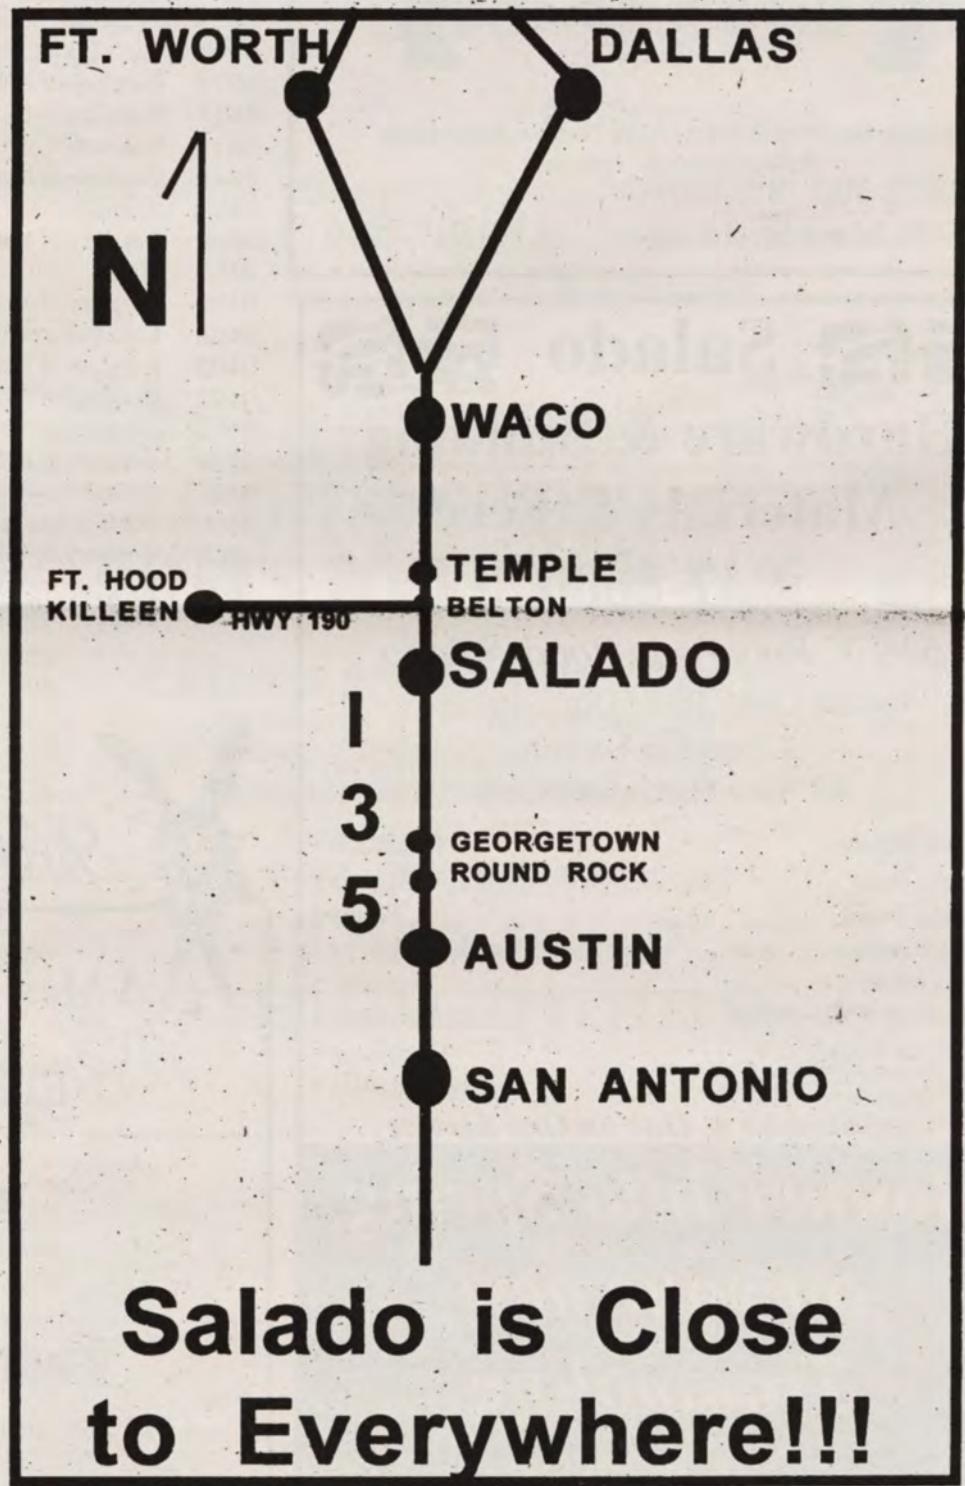 FT. WORTH
DALLAS
N
WACO
TEMPLE
FT. HOOD
KILLEEN
HWY 190
BELTON
SALADO
I
3
5
GEORGETOWN
ROUND ROCK
AUSTIN
SAN ANTONIO
Salado is Close
to Everywhere!!!